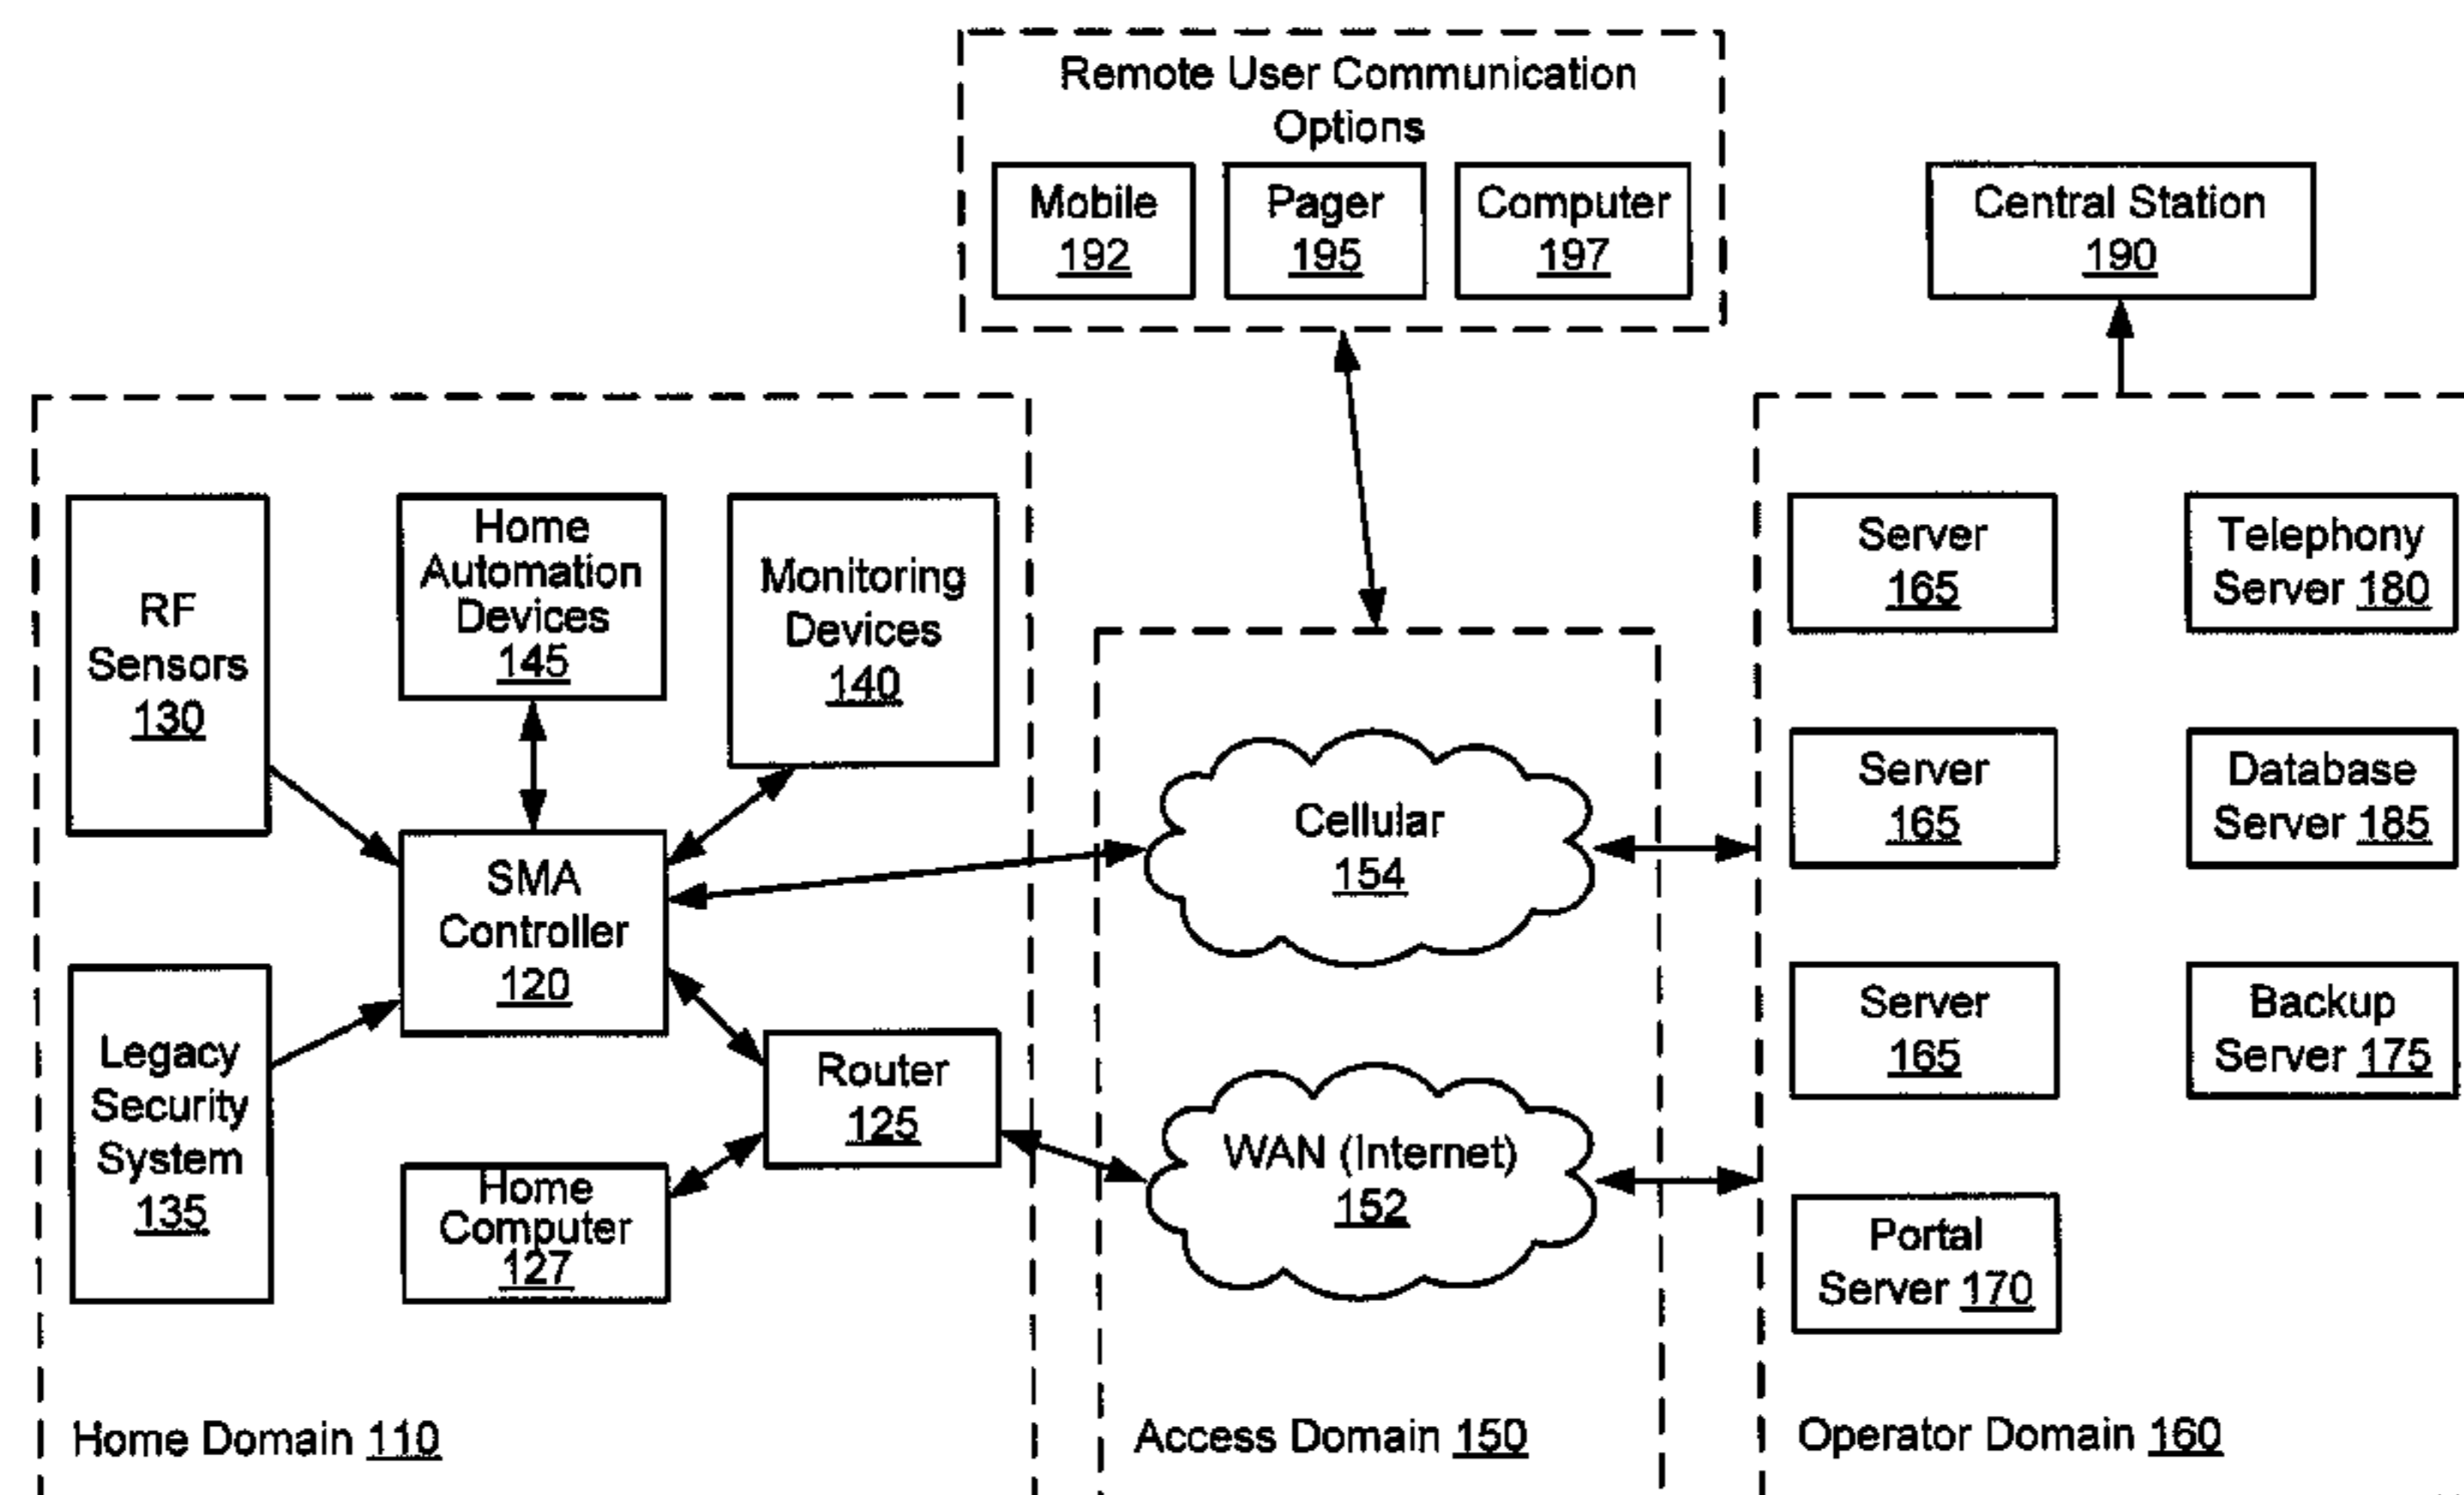 Remote User Communication
Options
Mobile
192
Pager
195
Computer
197
Central Station
190
RF
Sensors
130
Home
Automation
Devices
145
Monitoring
Devices
140
SMA
Controller
120
Legacy
Security
System
135
Router
125
Home
Computer
127
Home Domain 110
Cellular
154
WAN (Internet)
152
Access Domain 150
Server
165
Telephony
Server 180
Server
165
Database
Server 185
Server
165
Backup
Server 175
Portal
Server 170
Operator Domain 160